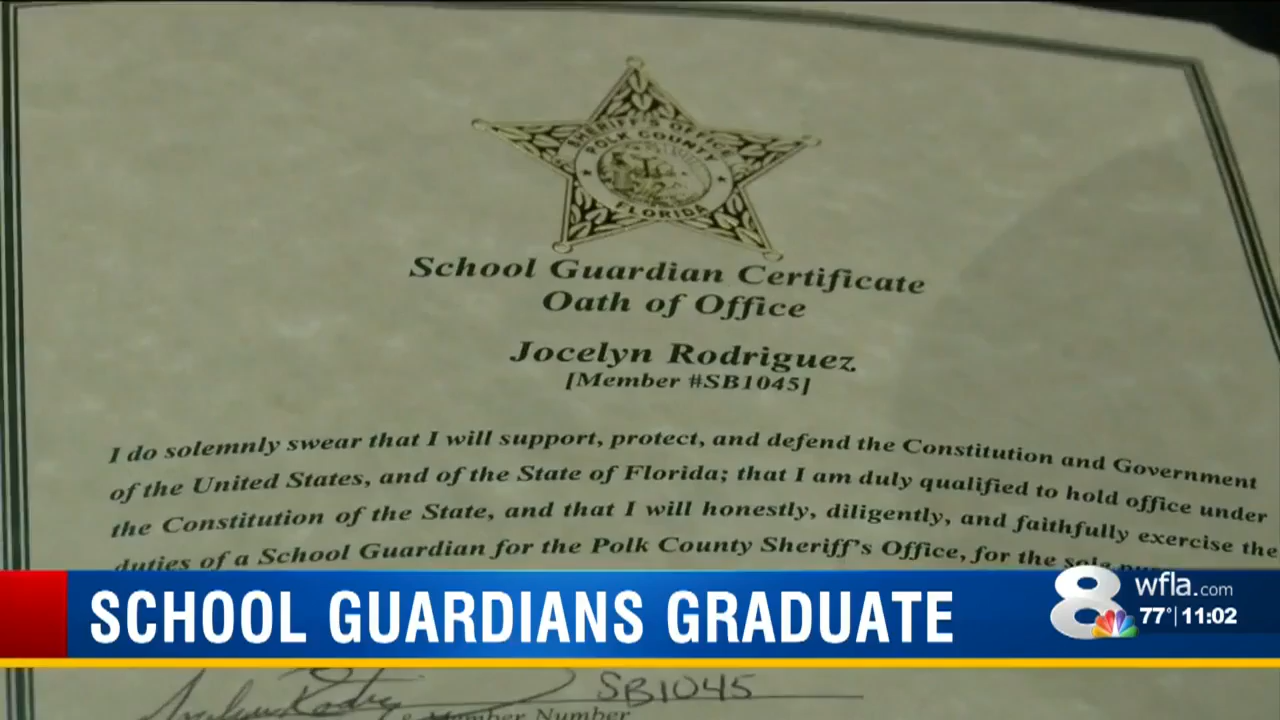 SHERIFF'S OFFICE
POLK COUNTY
FLORIDA
School Guardian Certificate
Oath of Office
Jocelyn Rodriguez
[Member #SB1045]
I do solemnly swear that I will support, protect, and defend the Constitution and Government
of the United States, and of the State of Florida; that I am duly qualified to hold office under
the Constitution of the State, and that I will honestly, diligently, and faithfully exercise the
duties of a School Guardian for the Polk County Sheriff's Office, for the sole
SCHOOL GUARDIANS GRADUATE
8 wfla.com
77° | 11:02
SB1045
Member Number